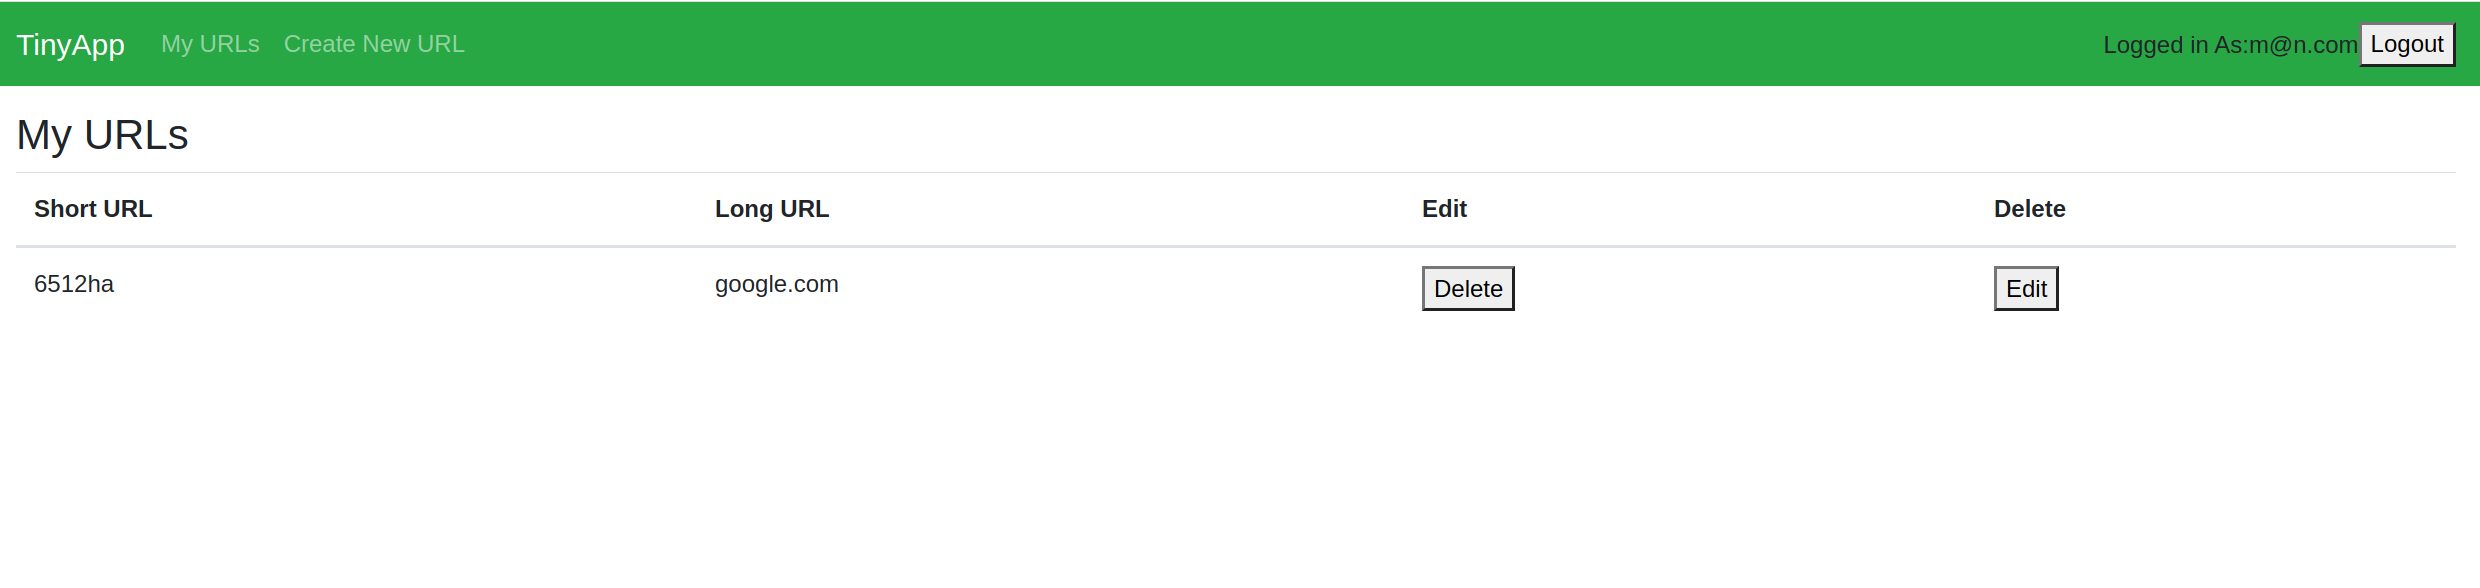 TinyApp My URLs Create New URL Logged in As:m@n.com Logout
My URLs
Short URL Long URL Edit Delete
6512ha google.com Delete Edit